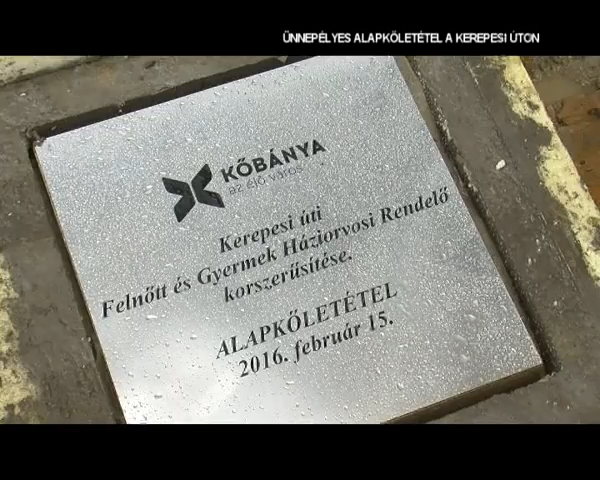 ÜNNEPÉLYES ALAPKŐLETÉTEL A KEREPESI ÚTON
KŐBÁNYA
az élő város
Kerepesi úti
Felnőtt és Gyermek Háziorvosi Rendelő
korszerűsítése.
ALAPKŐLETÉTEL
2016. február 15.